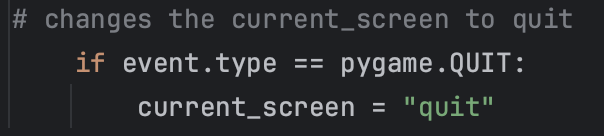 # changes the current_screen to quit
if event.type == pygame.QUIT:
current_screen = "quit"